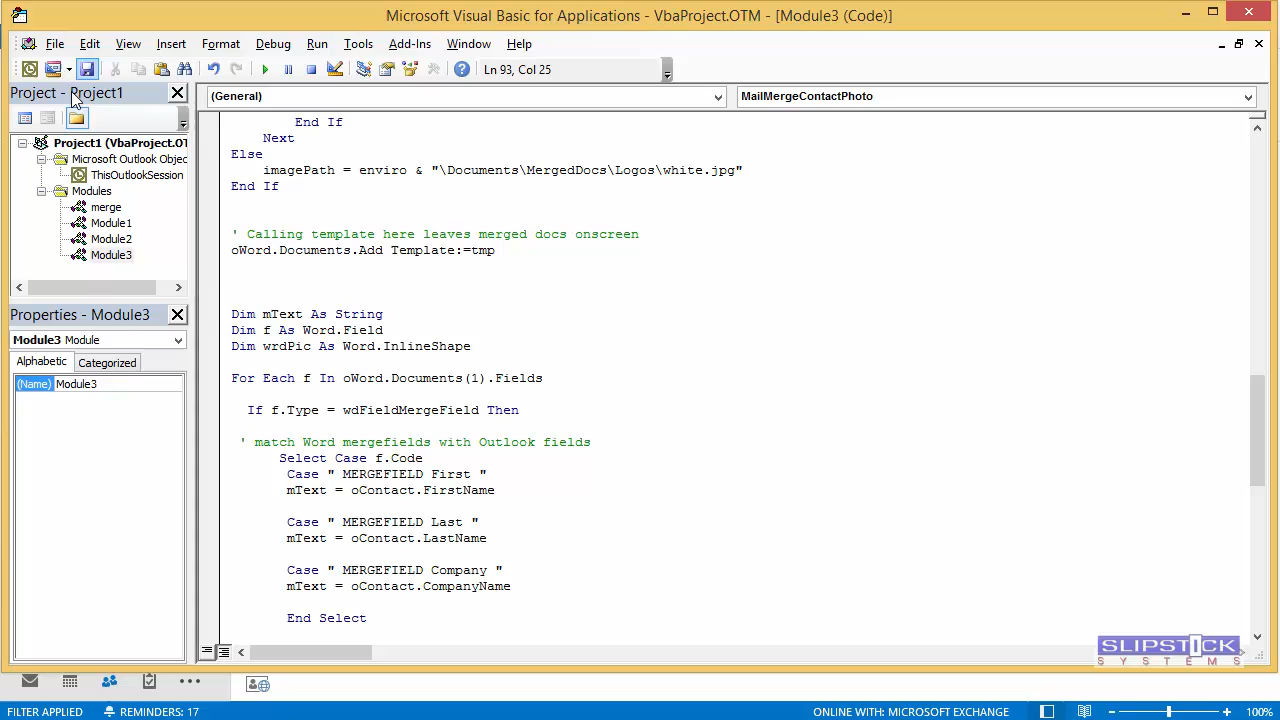 Microsoft Visual Basic for Applications - VbaProject.OTM - [Module3 (Code)]
File Edit View Insert Format Debug Run Tools Add-Ins Window Help
Ln 93, Col 25
Project - Project1
(General) MailMergeContactPhoto
Project1 (VbaProject.OT
Microsoft Outlook Objec
ThisOutlookSession
Modules
merge
Module1
Module2
Module3
Properties - Module3
Module3 Module
Alphabetic Categorized
(Name) Module3
End If
Next
Else
imagePath = enviro & "\Documents\MergedDocs\Logos\white.jpg"
End If
' Calling template here leaves merged docs onscreen
oWord.Documents.Add Template:=tmp
Dim mText As String
Dim f As Word.Field
Dim wrdPic As Word.InlineShape
For Each f In oWord.Documents(1).Fields
If f.Type = wdFieldMergeField Then
' match Word mergefields with Outlook fields
Select Case f.Code
Case " MERGEFIELD First "
mText = oContact.FirstName
Case " MERGEFIELD Last "
mText = oContact.LastName
Case " MERGEFIELD Company "
mText = oContact.CompanyName
End Select
SLIPSTICK
SYSTEMS
FILTER APPLIED REMINDERS: 17 ONLINE WITH: MICROSOFT EXCHANGE 100%